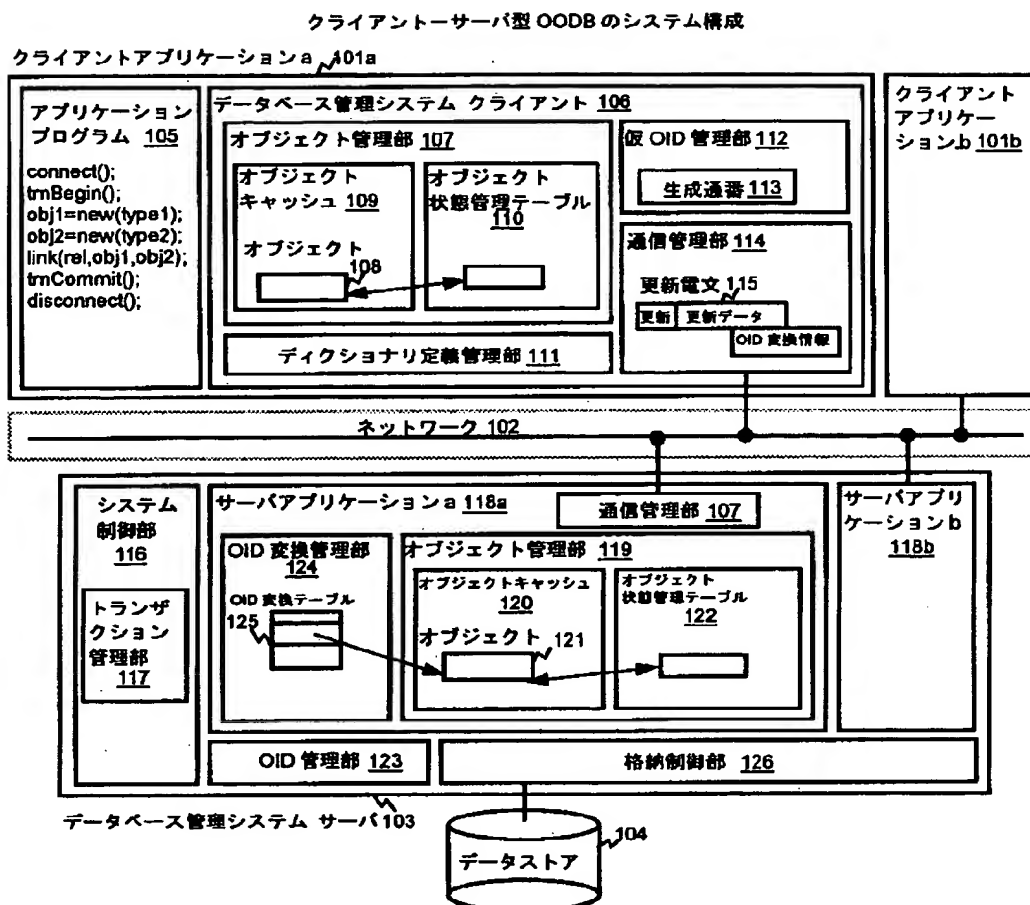 クライアントーサーバ型 OODB のシステム構成
クライアントアプリケーション a 101a
アプリケーション
プログラム 105
connect();
trnBegin();
obj1=new(type1);
obj2=new(type2);
link(rel,obj1,obj2);
trnCommit();
disconnect();
データベース管理システム クライアント 106
オブジェクト管理部 107
オブジェクト
キャッシュ 109
オブジェクト
108
オブジェクト
状態管理テーブル
110
ディクショナリ定義管理部 111
仮 OID 管理部 112
生成通番 113
通信管理部 114
更新電文 115
更新 更新データ
OID 変換情報
クライアント
アプリケー
ション b 101b
ネットワーク 102
システム
制御部
116
トランザ
クション
管理部
117
サーバアプリケーション a 118a
通信管理部 107
OID 変換管理部
124
OID 変換テーブル
125
オブジェクト管理部 119
オブジェクトキャッシュ
120
オブジェクト 121
オブジェクト
状態管理テーブル
122
サーバアプリ
ケーション b
118b
OID 管理部 123
格納制御部 126
データベース管理システム サーバ 103
データストア
104